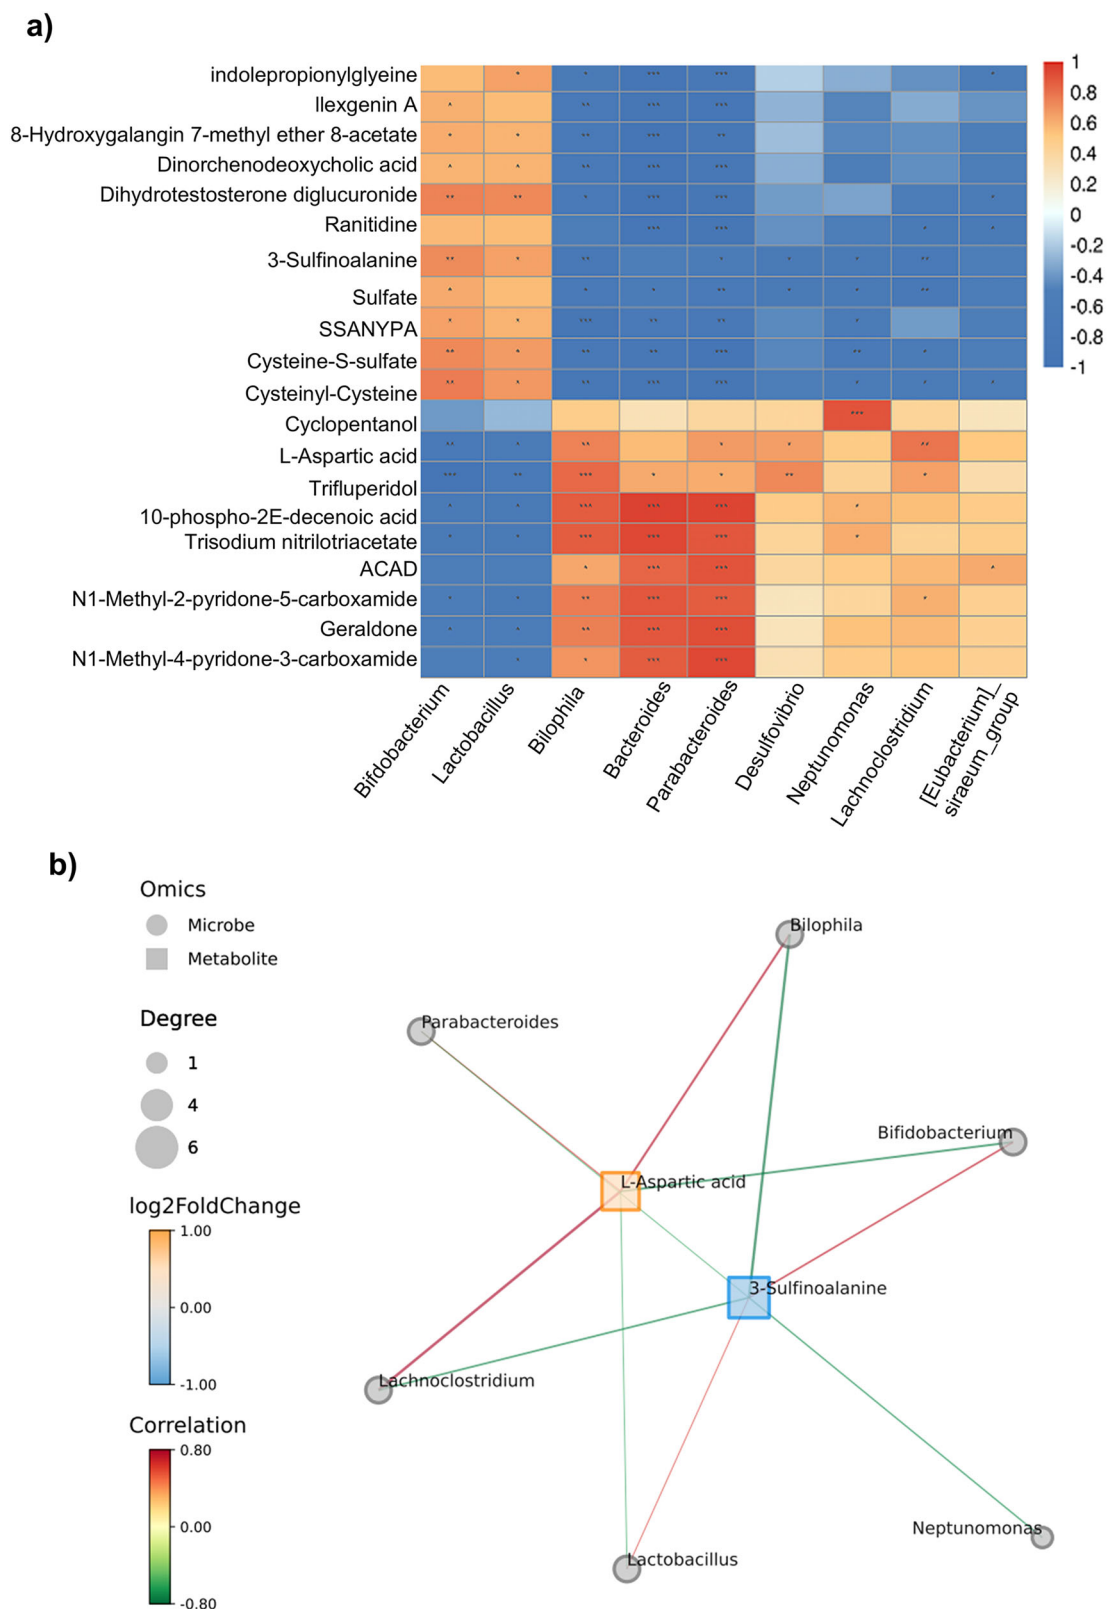 a)
indolepropionylglyeine
Ilexgenin A
8-Hydroxygalangin 7-methyl ether 8-acetate
Dinorchenodeoxycholic acid
Dihydrotestosterone diglucuronide
Ranitidine
3-Sulfinoalanine
Sulfate
SSANYPA
Cysteine-S-sulfate
Cysteinyl-Cysteine
Cyclopentanol
L-Aspartic acid
Trifluperidol
10-phospho-2E-decenoic acid
Trisodium nitrilotriacetate
ACAD
N1-Methyl-2-pyridone-5-carboxamide
Geraldone
N1-Methyl-4-pyridone-3-carboxamide
1
0.8
0.6
0.4
0.2
0
-0.2
-0.4
-0.6
-0.8
-1
Bifdobacterium
Lactobacillus
Bilophila
Bacteroides
Parabacteroides
Desulfovibrio
Neptunomonas
Lachnoclostridium
[Eubacterium]_
siraeum_group
b)
Omics
Microbe
Metabolite
Degree
1
4
6
log2FoldChange
1.00
0.00
-1.00
Correlation
0.80
0.00
-0.80
Bilophila
Parabacteroides
Bifidobacterium
L-Aspartic acid
3-Sulfinoalanine
Lachnoclostridium
Neptunomonas
Lactobacillus